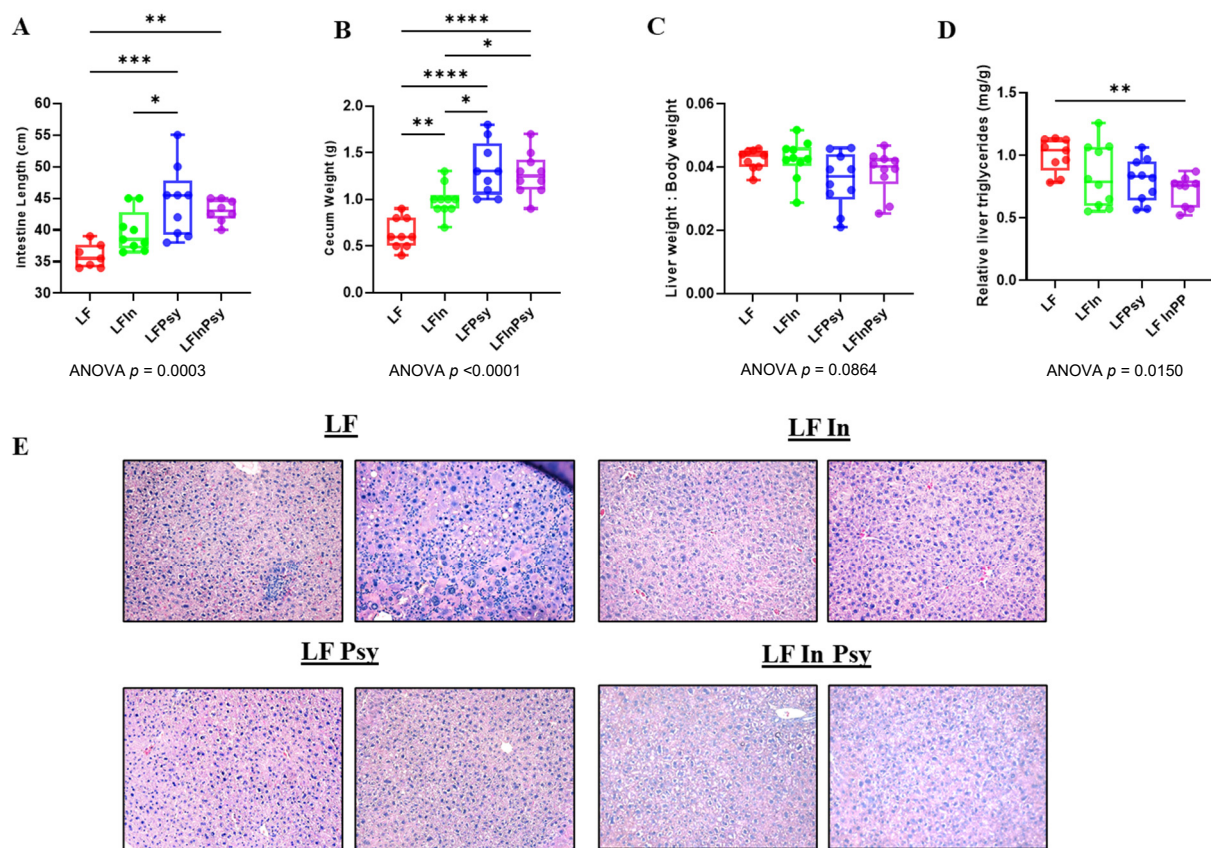 A
**
***
*
Intestine Length (cm)
60
55
50
45
40
35
30
LF
LFIn
LFPsy
LFInPsy
ANOVA p = 0.0003
B
****
*
****
*
**
Cecum Weight (g)
2.0
1.5
1.0
0.5
0.0
LF
LFIn
LFPsy
LFInPsy
ANOVA p <0.0001
C
Liver weight : Body weight
0.06
0.04
0.02
0.00
LF
LFIn
LFPsy
LFInPsy
ANOVA p = 0.0864
D
**
Relative liver triglycerides (mg/g)
1.5
1.0
0.5
0.0
LF
LFIn
LFPsy
LF InPP
ANOVA p = 0.0150
E
LF
LF In
LF Psy
LF In Psy